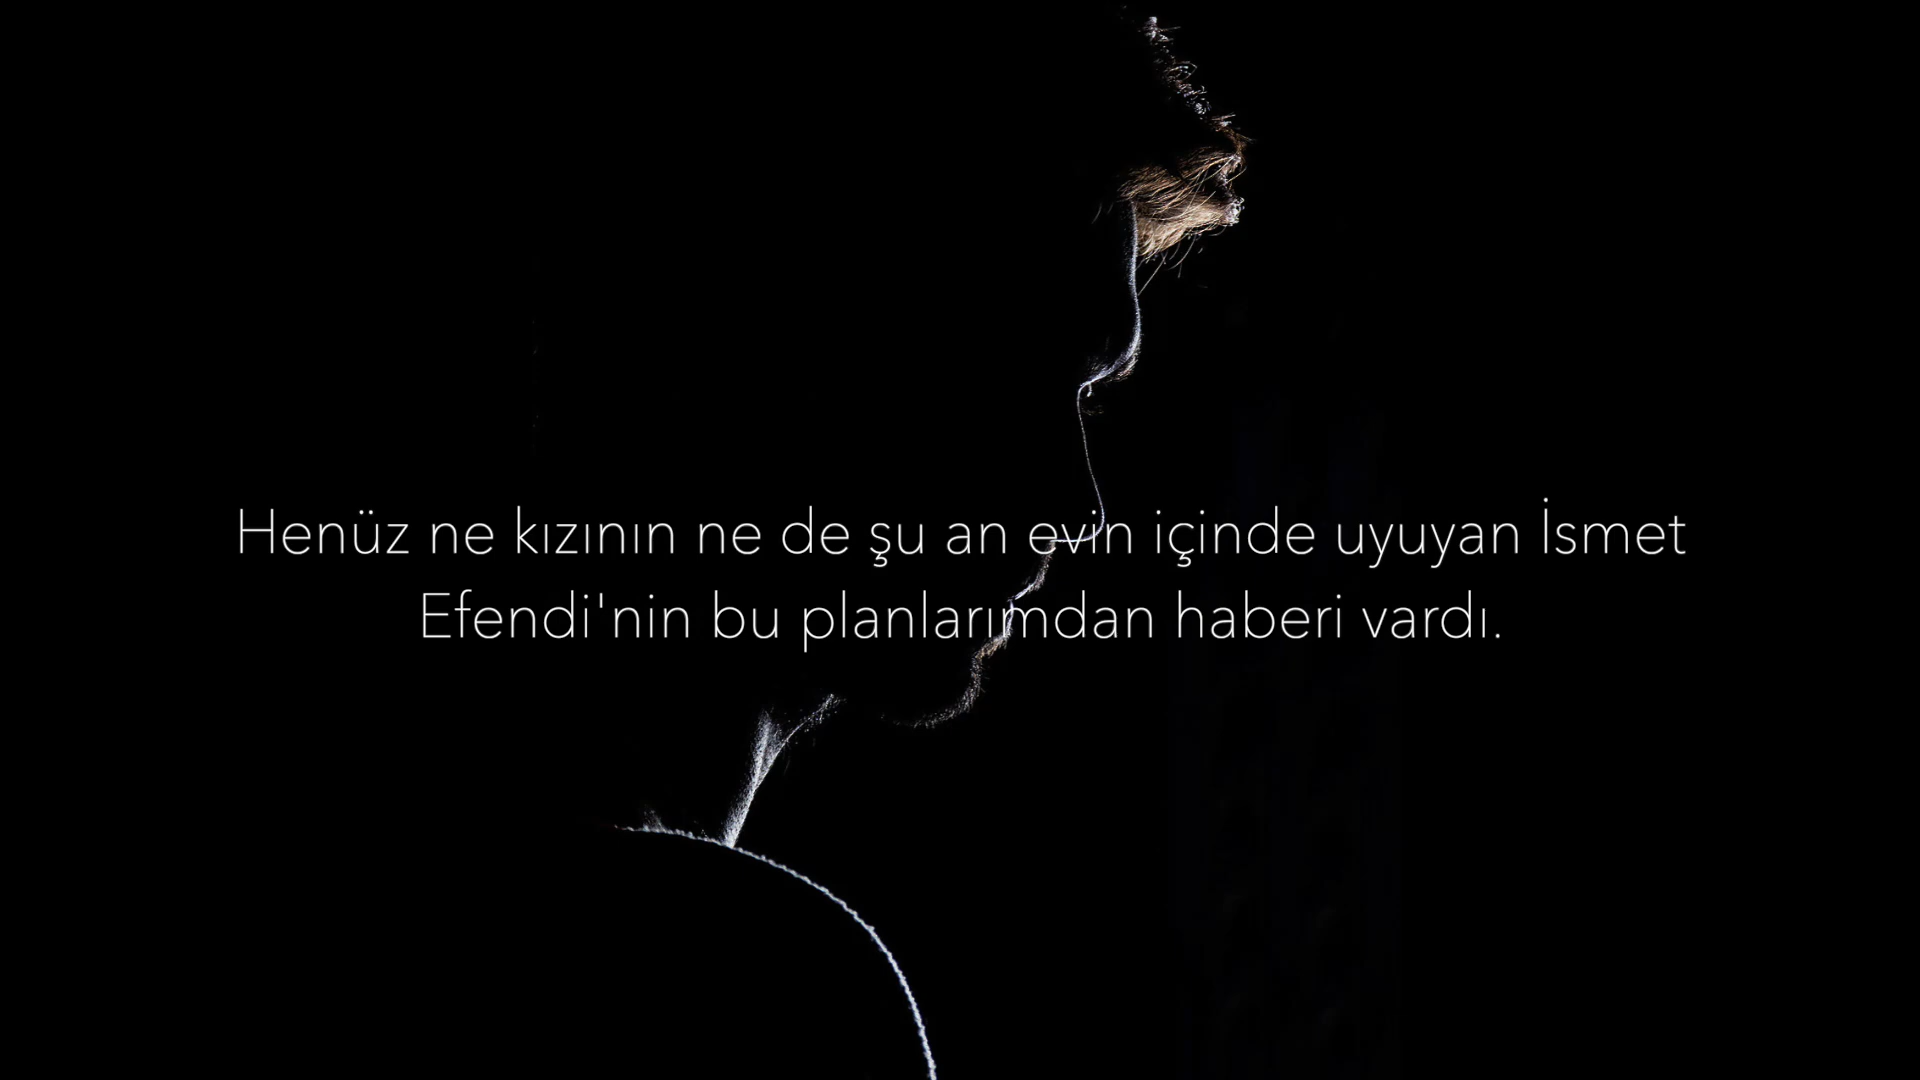 Henüz ne kızının ne de şu an evin içinde uyuyan İsmet
Efendi'nin bu planlarımdan haberi vardı.